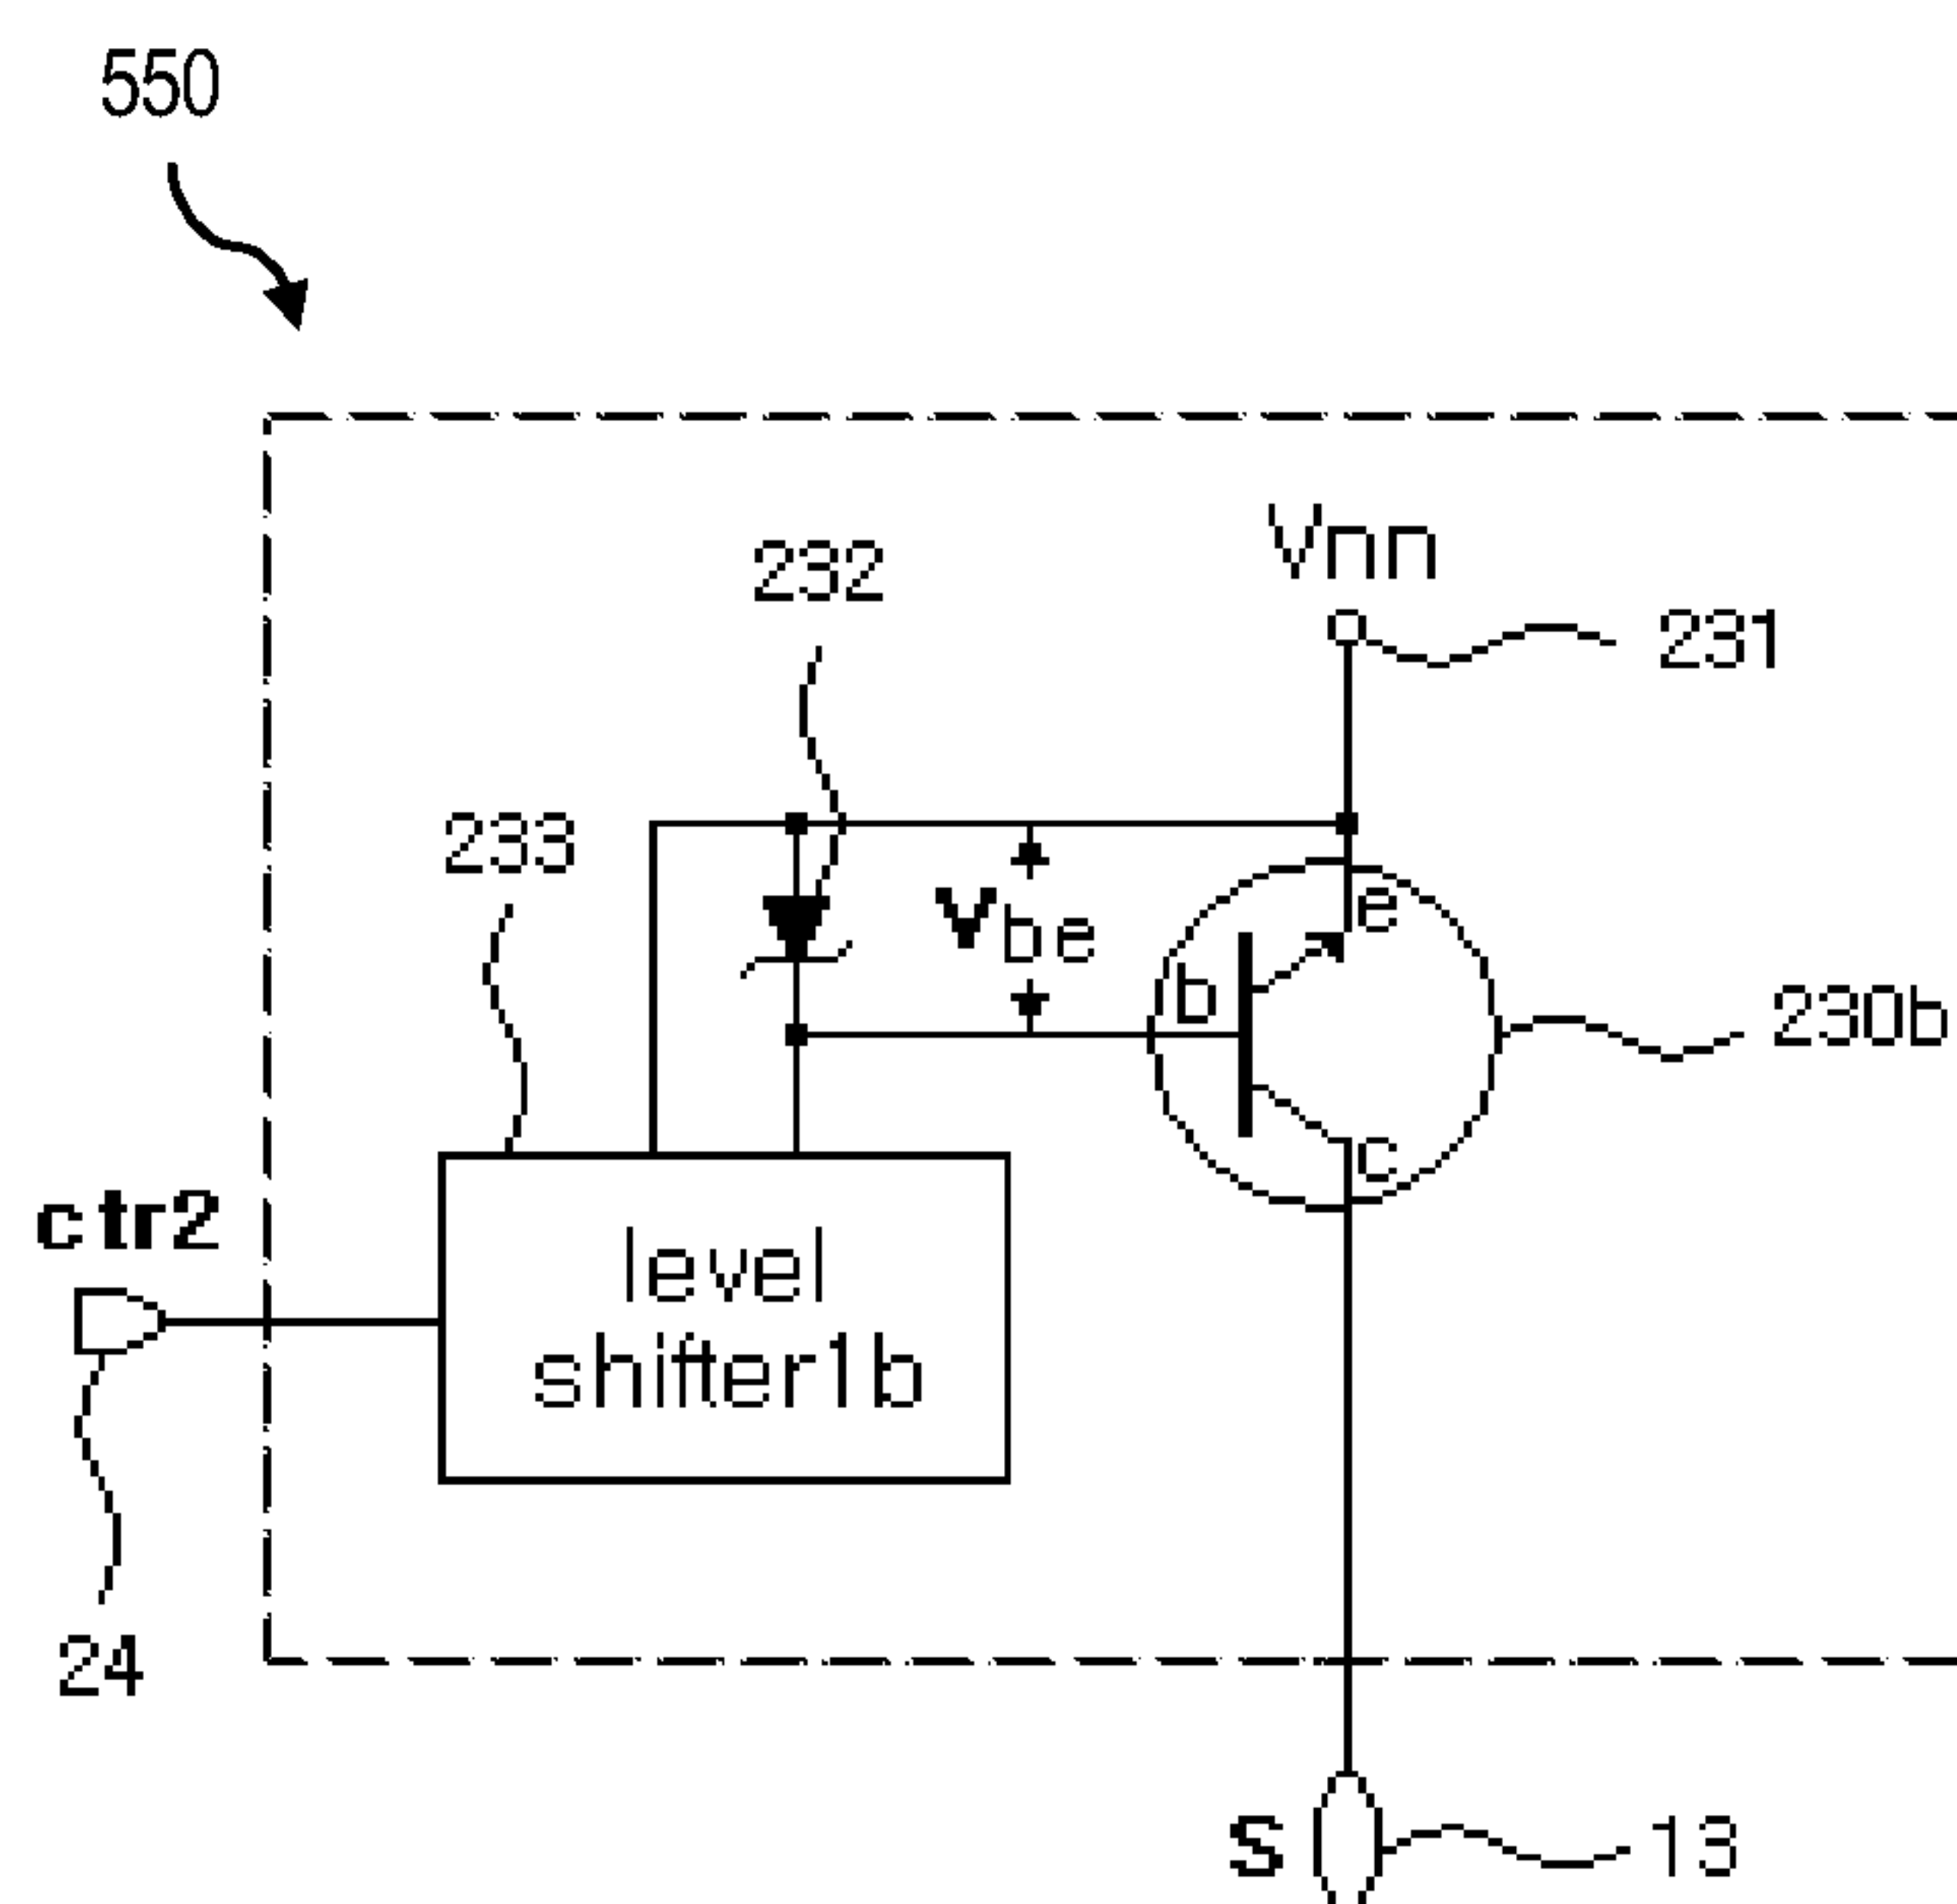 550
Vnn
232
231
233
e
Vbe
b
230b
c
ctr2
level
shifter1b
24
S
13